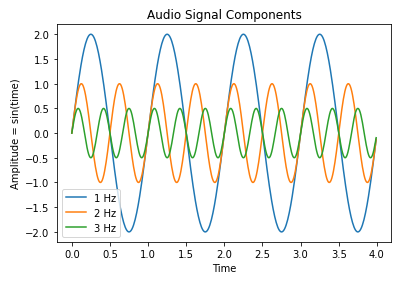 Audio Signal Components
Amplitude = sin(time)
2.0
1.5
1.0
0.5
0.0
−0.5
−1.0
−1.5
−2.0
1 Hz
2 Hz
3 Hz
0.0 0.5 1.0 1.5 2.0 2.5 3.0 3.5 4.0
Time